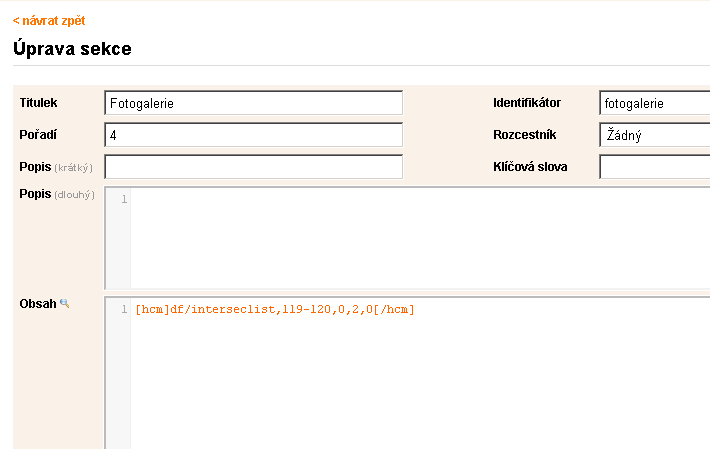 < návrat zpět
Úprava sekce
Titulek Fotogalerie Identifikátor fotogalerie
Pořadí 4 Rozcestník Žádný
Popis (krátký) Klíčová slova
Popis (dlouhý) 1
Obsah 1 [hcm]df/interseclist,119-120,0,2,0[/hcm]